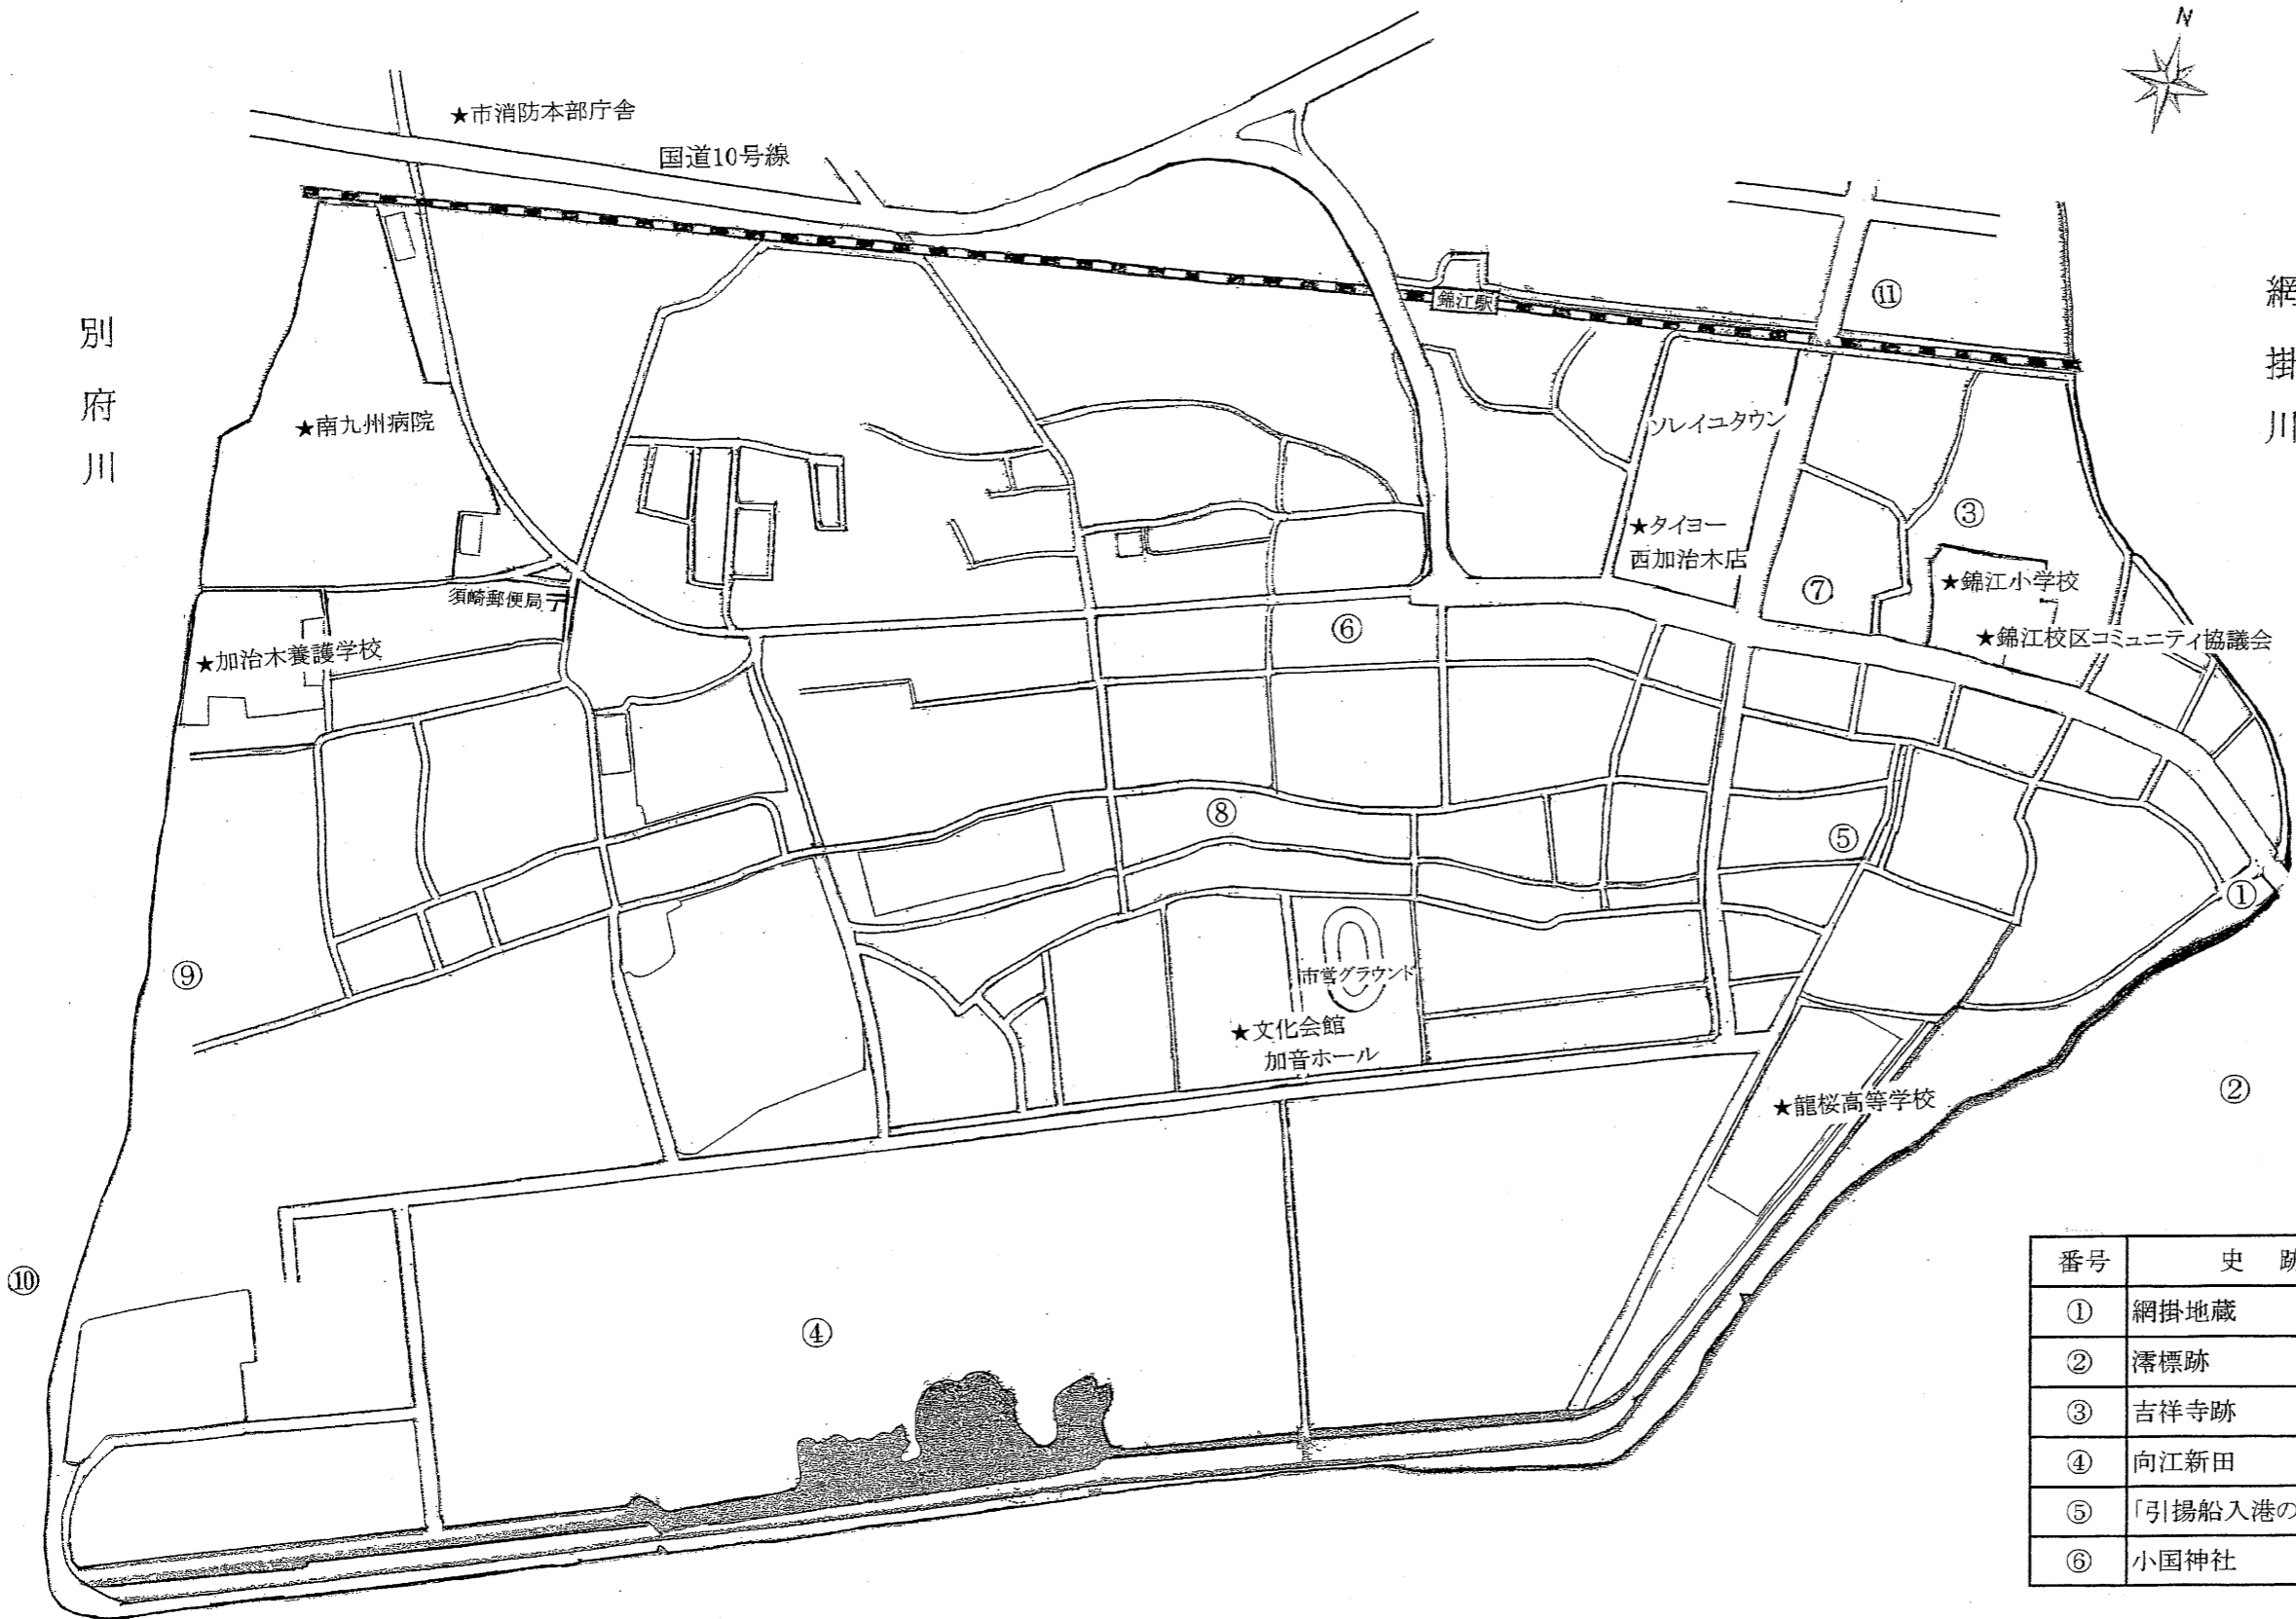 N
★市消防本部庁舎
国道10号線
別府川
網掛川
錦江駅
⑪
★南九州病院
ソレイユタウン
③
★タイヨー
西加治木店
⑦
★錦江小学校
須崎郵便局〒
⑥
★錦江校区コミュニティ協議会
★加治木養護学校
⑧
⑤
①
⑨
市営グラウンド
★文化会館
加音ホール
②
★龍桜高等学校
⑩
④
番号 史 跡
① 網掛地蔵
② 澪標跡
③ 吉祥寺跡
④ 向江新田
⑤ 「引揚船入港の
⑥ 小国神社